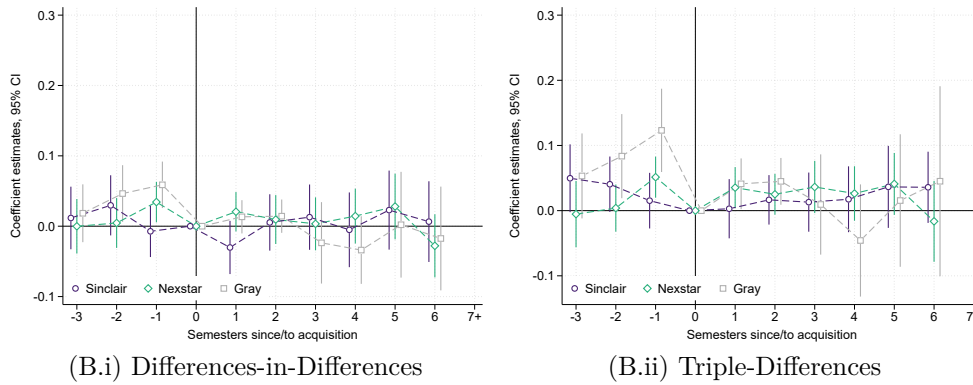 Coefficient estimates, 95% CI
0.3
0.2
0.1
0.0
-0.1
Sinclair Nexstar Gray
-3 -2 -1 0 1 2 3 4 5 6 7+
Semesters since/to acquisition
(B.i) Differences-in-Differences
Coefficient estimates, 95% CI
0.3
0.2
0.1
0.0
-0.1
Sinclair Nexstar Gray
-3 -2 -1 0 1 2 3 4 5 6 7
Semesters since/to acquisition
(B.ii) Triple-Differences